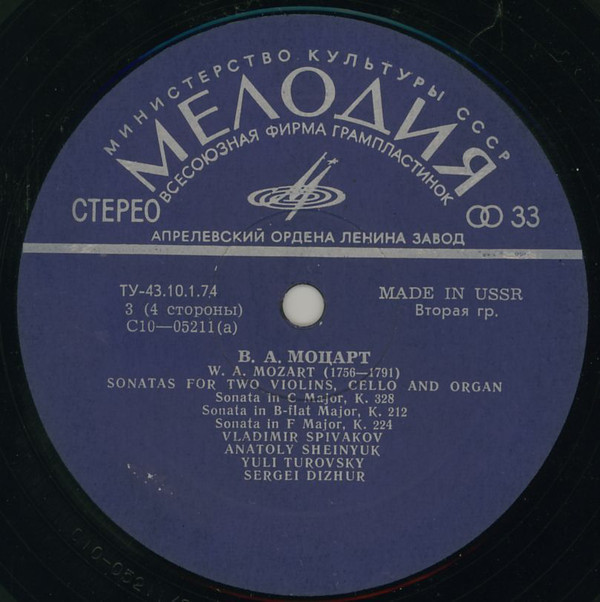 МИНИСТЕРСТВО КУЛЬТУРЫ СССР
МЕЛОДИЯ
ВСЕСОЮЗНАЯ ФИРМА ГРАМПЛАСТИНОК
СТЕРЕО
33
АПРЕЛЕВСКИЙ ОРДЕНА ЛЕНИНА ЗАВОД
ТУ-43.10.1.74
3 (4 стороны)
С10—05211(а)
MADE IN USSR
Вторая гр.
В. А. МОЦАРТ
W. A. MOZART (1756—1791)
SONATAS FOR TWO VIOLINS, CELLO AND ORGAN
Sonata in C Major, K. 328
Sonata in B-flat Major, K. 212
Sonata in F Major, K. 224
VLADIMIR SPIVAKOV
ANATOLY SHEINYUK
YULI TUROVSKY
SERGEI DIZHUR